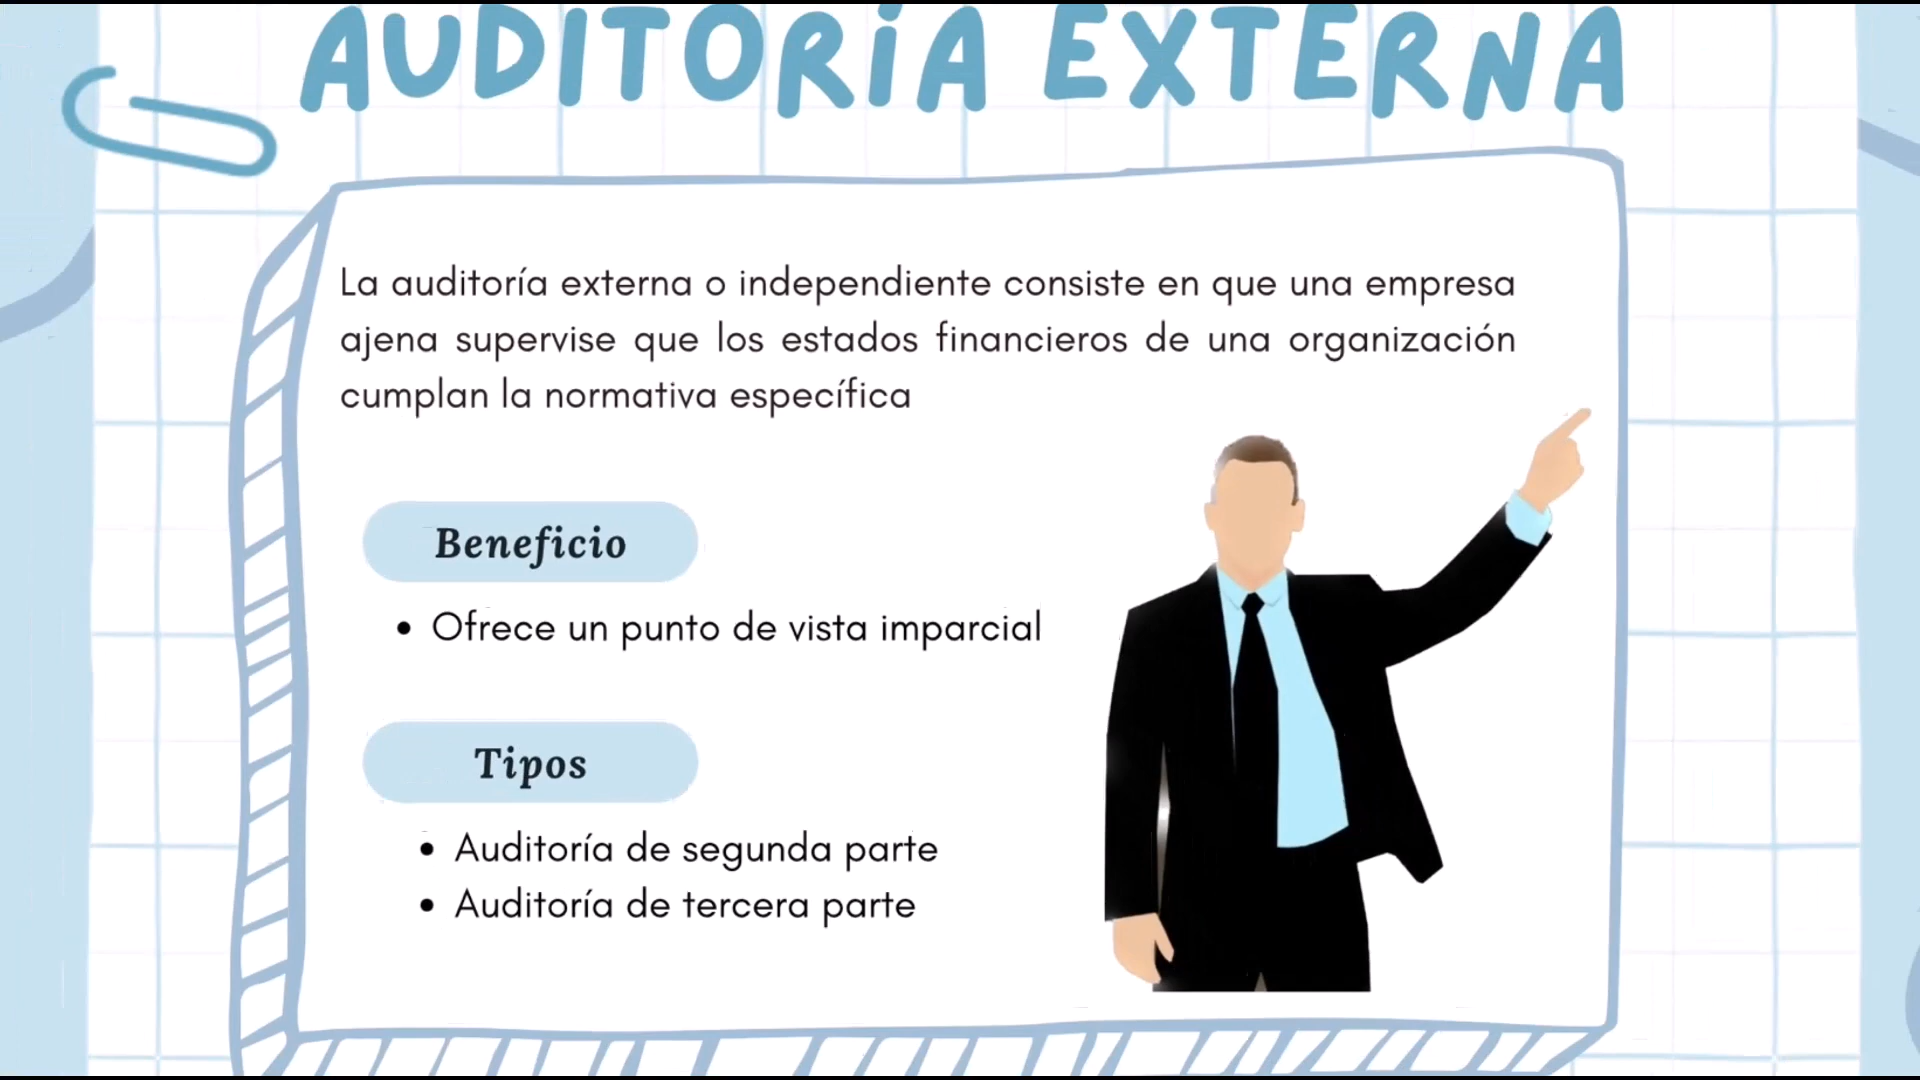 AUDITORÍA EXTERNA
La auditoría externa o independiente consiste en que una empresa
ajena supervise que los estados financieros de una organización
cumplan la normativa específica
Beneficio
• Ofrece un punto de vista imparcial
Tipos
• Auditoría de segunda parte
• Auditoría de tercera parte